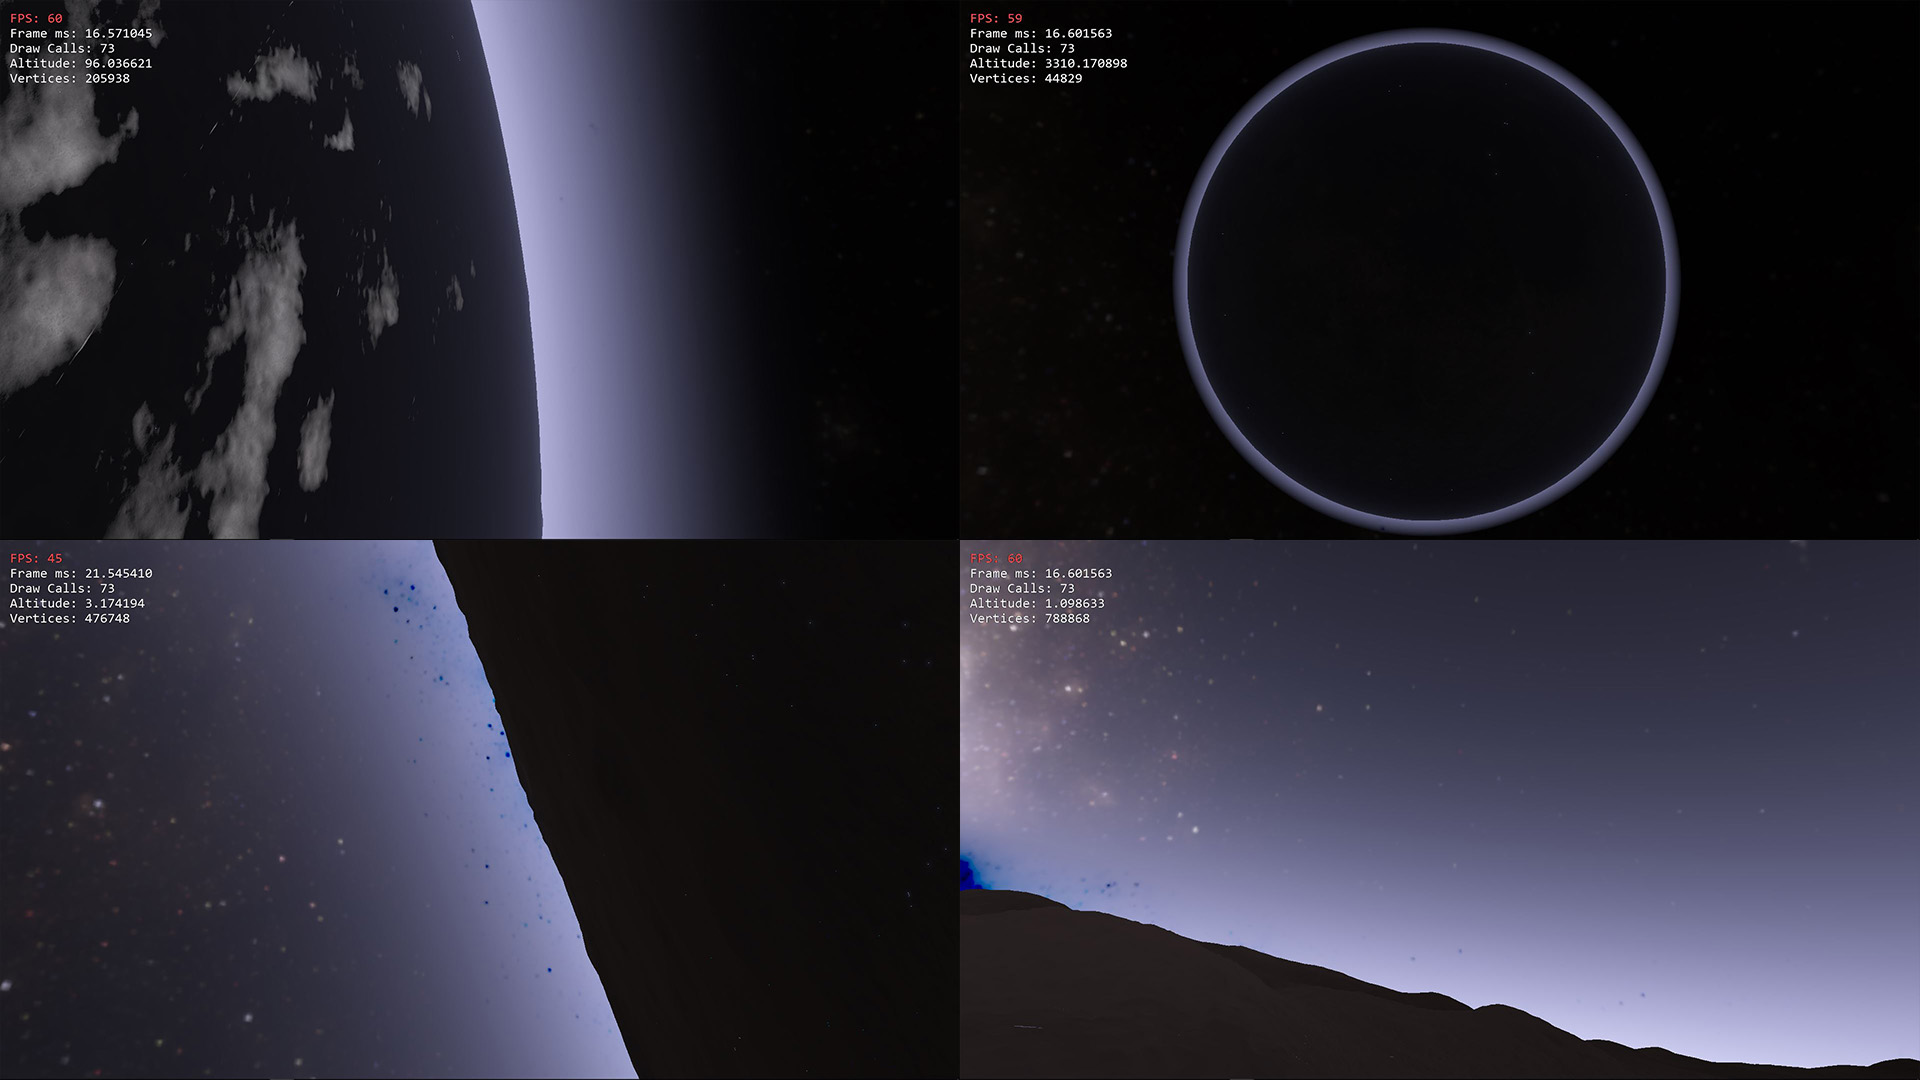 FPS: 60
Frame ms: 16.571045
Draw Calls: 73
Altitude: 96.036621
Vertices: 205938
FPS: 59
Frame ms: 16.601563
Draw Calls: 73
Altitude: 3310.170898
Vertices: 44829
FPS: 45
Frame ms: 21.545410
Draw Calls: 73
Altitude: 3.174194
Vertices: 476748
FPS: 60
Frame ms: 16.601563
Draw Calls: 73
Altitude: 1.098633
Vertices: 788868